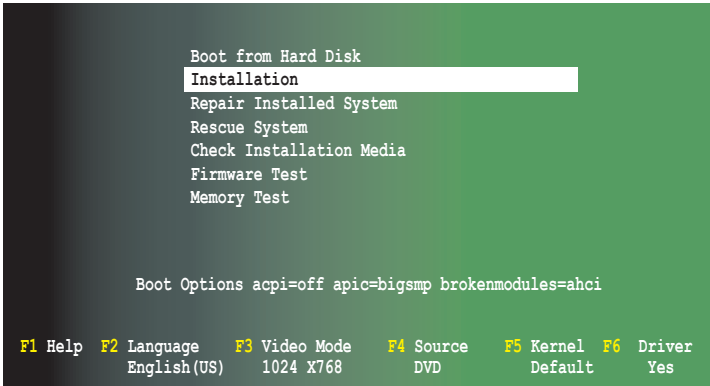 Boot from Hard Disk
Installation
Repair Installed System
Rescue System
Check Installation Media
Firmware Test
Memory Test
Boot Options acpi=off apic=bigsmp brokenmodules=ahci
F1 Help F2 Language F3 Video Mode F4 Source F5 Kernel F6 Driver
English(US) 1024 X768 DVD Default Yes